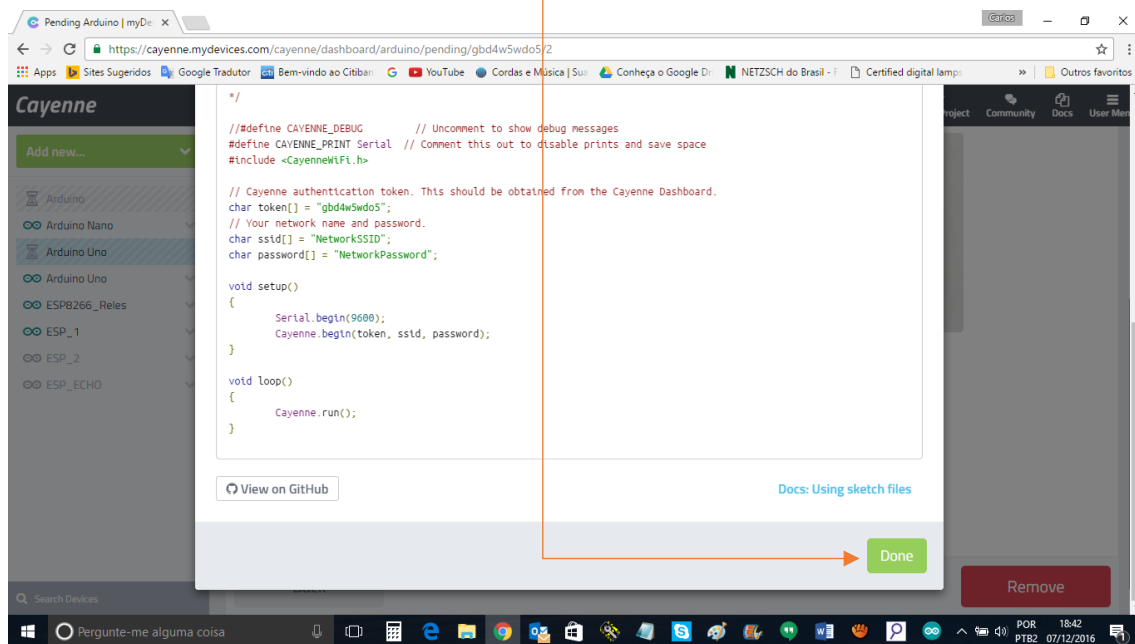 Pending Arduino | myDe
Carlos
https://cayenne.mydevices.com/cayenne/dashboard/arduino/pending/gbd4w5wdo5/2
Apps Sites Sugeridos Google Tradutor Bem-vindo ao Citiban YouTube Cordas e Música | Sua Conheça o Google Dr NETZSCH do Brasil - F Certified digital lamp: » Outros favoritos
Cayenne
roject Community Docs User Men
Add new...
Arduino
Arduino Nano
Arduino Uno
Arduino Uno
ESP8266_Reles
ESP_1
ESP_2
ESP_ECHO
Search Devices
*/
//#define CAYENNE_DEBUG // Uncomment to show debug messages
#define CAYENNE_PRINT Serial // Comment this out to disable prints and save space
#include <CayenneWiFi.h>
// Cayenne authentication token. This should be obtained from the Cayenne Dashboard.
char token[] = "gbd4w5wdo5";
// Your network name and password.
char ssid[] = "NetworkSSID";
char password[] = "NetworkPassword";
void setup()
{
Serial.begin(9600);
Cayenne.begin(token, ssid, password);
}
void loop()
{
Cayenne.run();
}
View on GitHub
Docs: Using sketch files
Done
Remove
Pergunte-me alguma coisa
POR 18:42
PTB2 07/12/2016